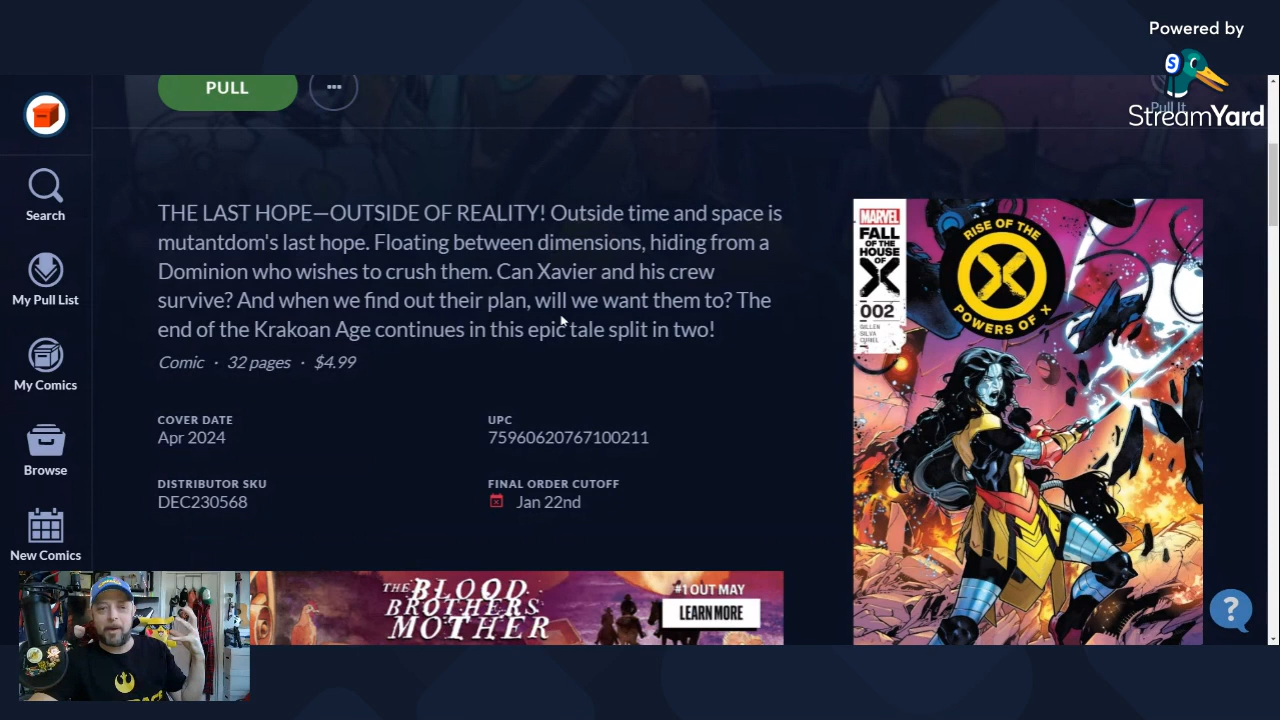 Powered by
StreamYard
PULL
Pull It
Search
My Pull List
My Comics
Browse
New Comics
THE LAST HOPE—OUTSIDE OF REALITY! Outside time and space is
mutantdom's last hope. Floating between dimensions, hiding from a
Dominion who wishes to crush them. Can Xavier and his crew
survive? And when we find out their plan, will we want them to? The
end of the Krakoan Age continues in this epic tale split in two!
Comic · 32 pages · $4.99
COVER DATE
Apr 2024
UPC
75960620767100211
DISTRIBUTOR SKU
DEC230568
FINAL ORDER CUTOFF
Jan 22nd
MARVEL
FALL
OF THE
HOUSE
OF
X
002
GILLEN
SILVA
CURIEL
RISE OF THE
X
POWERS OF X
THE BLOOD
BROTHERS
MOTHER
#1 OUT MAY
LEARN MORE
?